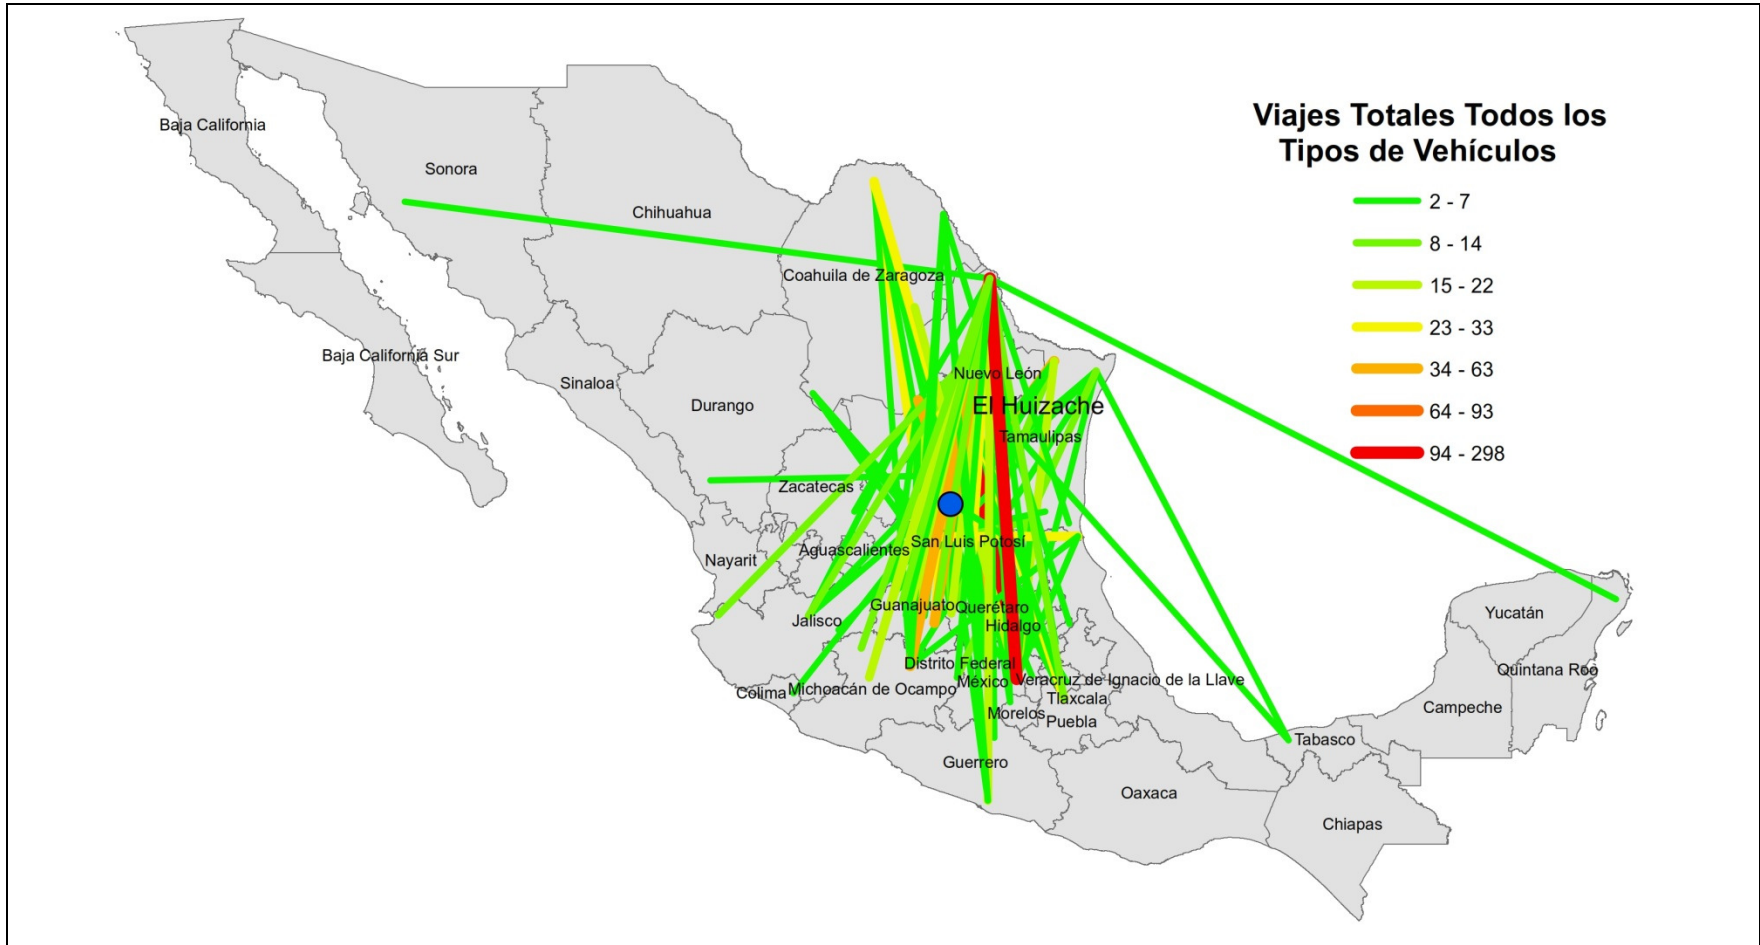 Viajes Totales Todos los
Tipos de Vehículos
2 - 7
8 - 14
15 - 22
23 - 33
34 - 63
64 - 93
94 - 298
Baja California
Sonora
Chihuahua
Coahuila de Zaragoza
Baja California Sur
Sinaloa
Durango
Nuevo León
El Huizache
Tamaulipas
Zacatecas
San Luis Potosí
Aguascalientes
Nayarit
Guanajuato
Querétaro
Jalisco
Hidalgo
Distrito Federal
México
Veracruz de Ignacio de la Llave
Colima
Michoacán de Ocampo
Tlaxcala
Morelos
Puebla
Guerrero
Oaxaca
Yucatán
Quintana Roo
Campeche
Tabasco
Chiapas